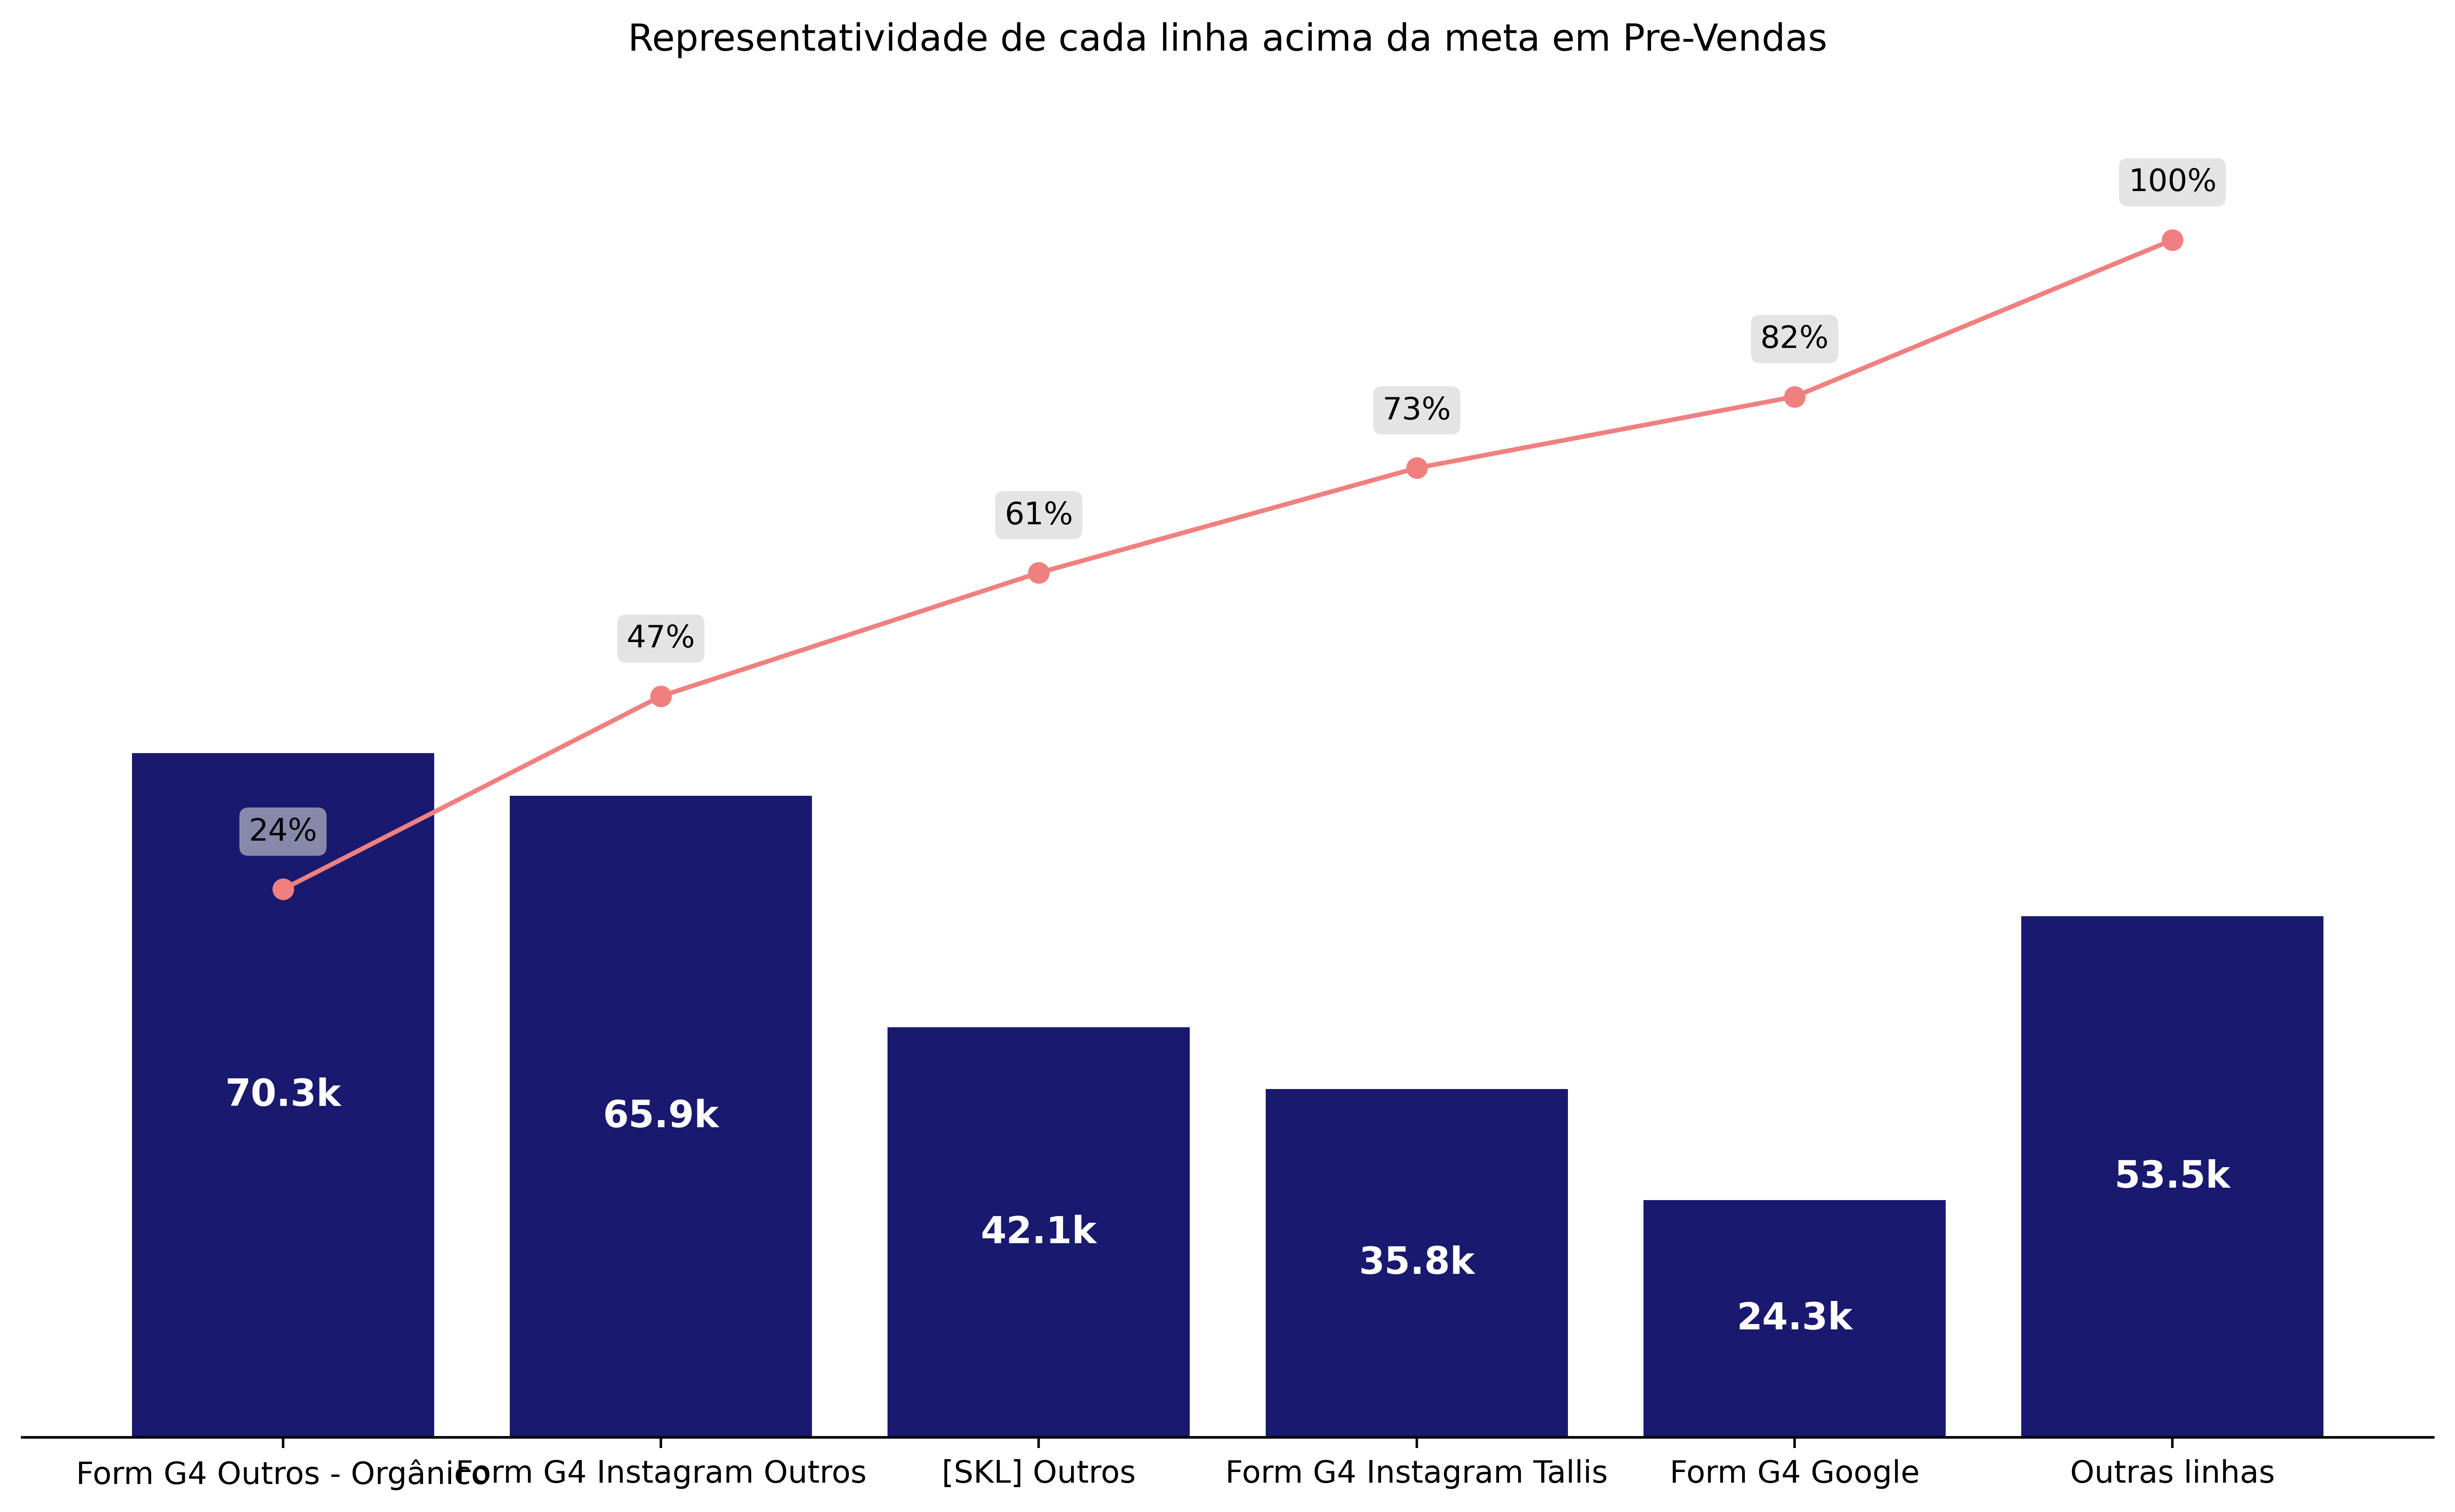 Representatividade de cada linha acima da meta em Pre-Vendas
100%
82%
73%
61%
47%
24%
70.3k
65.9k
42.1k
35.8k
24.3k
53.5k
Form G4 Outros - Orgânico
Form G4 Instagram Outros
[SKL] Outros
Form G4 Instagram Tallis
Form G4 Google
Outras linhas